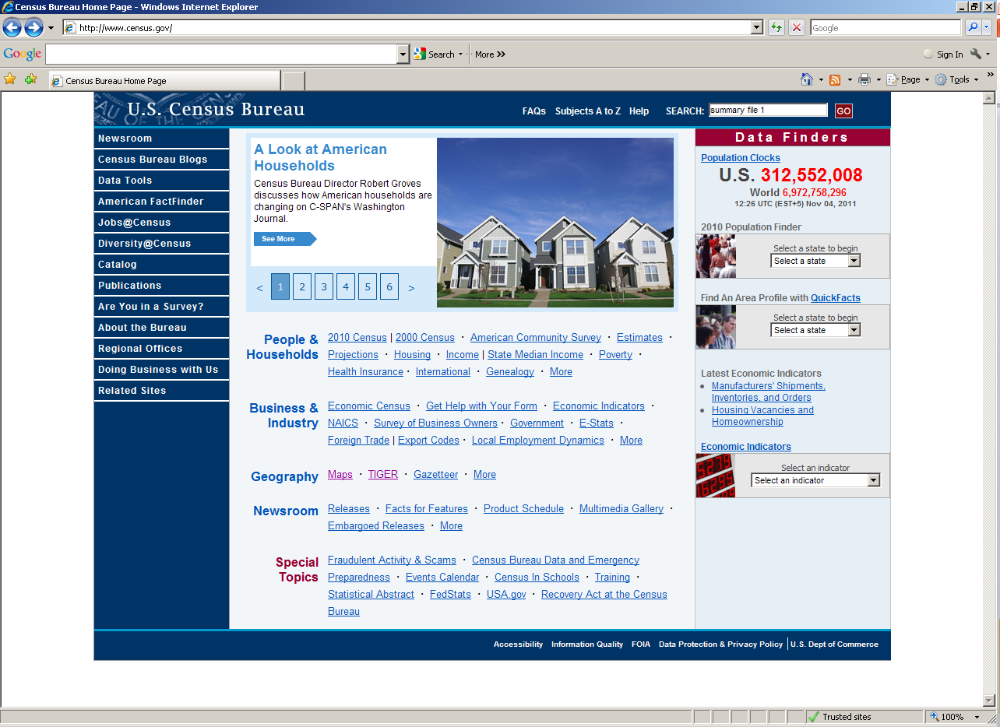 Census Bureau Home Page - Windows Internet Explorer
http://www.census.gov/
Google
Google
Search
More >>
Sign In
Census Bureau Home Page
Page
Tools
>>
U.S. Census Bureau
FAQs Subjects A to Z Help SEARCH: summary file 1 GO
Newsroom
Census Bureau Blogs
Data Tools
American FactFinder
Jobs@Census
Diversity@Census
Catalog
Publications
Are You in a Survey?
About the Bureau
Regional Offices
Doing Business with Us
Related Sites
A Look at American
Households
Census Bureau Director Robert Groves
discusses how American households are
changing on C-SPAN's Washington
Journal.
See More
< 1 2 3 4 5 6 >
People &
Households
2010 Census | 2000 Census · American Community Survey · Estimates ·
Projections · Housing · Income | State Median Income · Poverty ·
Health Insurance · International · Genealogy · More
Business &
Industry
Economic Census · Get Help with Your Form · Economic Indicators ·
NAICS · Survey of Business Owners · Government · E-Stats ·
Foreign Trade | Export Codes · Local Employment Dynamics · More
Geography
Maps · TIGER · Gazetteer · More
Newsroom
Releases · Facts for Features · Product Schedule · Multimedia Gallery ·
Embargoed Releases · More
Special
Topics
Fraudulent Activity & Scams · Census Bureau Data and Emergency
Preparedness · Events Calendar · Census In Schools · Training ·
Statistical Abstract · FedStats · USA.gov · Recovery Act at the Census
Bureau
Data Finders
Population Clocks
U.S. 312,552,008
World 6,972,758,296
12:26 UTC (EST+5) Nov 04, 2011
2010 Population Finder
Select a state to begin
Select a state
Find An Area Profile with QuickFacts
Select a state to begin
Select a state
Latest Economic Indicators
Manufacturers' Shipments,
Inventories, and Orders
Housing Vacancies and
Homeownership
Economic Indicators
Select an indicator
Select an indicator
Accessibility Information Quality FOIA Data Protection & Privacy Policy | U.S. Dept of Commerce
Trusted sites
100%